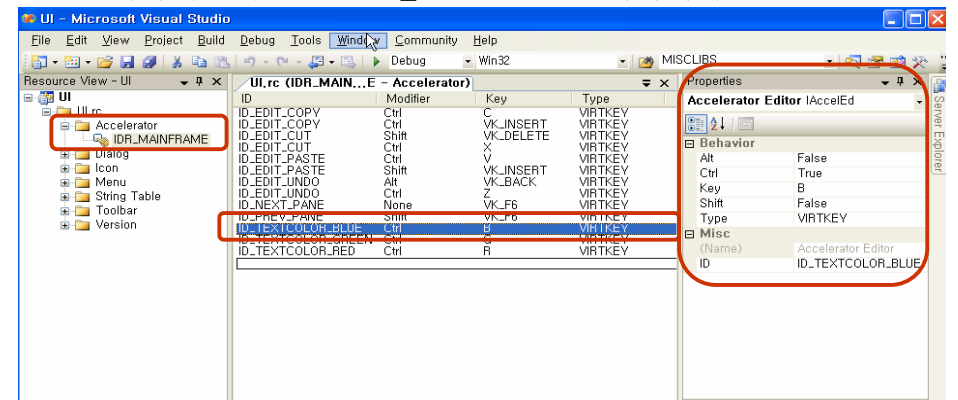 UI - Microsoft Visual Studio
File Edit View Project Build Debug Tools Window Community Help
Debug Win32 MISCLIBS
Resource View - UI
UI
UI.rc
Accelerator
IDR_MAINFRAME
Dialog
Icon
Menu
String Table
Toolbar
Version
UI.rc (IDR_MAIN...E - Accelerator)
ID Modifier Key Type
ID_EDIT_COPY Ctrl C VIRTKEY
ID_EDIT_COPY Ctrl VK_INSERT VIRTKEY
ID_EDIT_CUT Shift VK_DELETE VIRTKEY
ID_EDIT_CUT Ctrl X VIRTKEY
ID_EDIT_PASTE Ctrl V VIRTKEY
ID_EDIT_PASTE Shift VK_INSERT VIRTKEY
ID_EDIT_UNDO Alt VK_BACK VIRTKEY
ID_EDIT_UNDO Ctrl Z VIRTKEY
ID_NEXT_PANE None VK_F6 VIRTKEY
ID_PREV_PANE Shift VK_F6 VIRTKEY
ID_TEXTCOLOR_BLUE Ctrl B VIRTKEY
ID_TEXTCOLOR_GREEN Ctrl G VIRTKEY
ID_TEXTCOLOR_RED Ctrl R VIRTKEY
Properties
Accelerator Editor IAccelEd
Behavior
Alt False
Ctrl True
Key B
Shift False
Type VIRTKEY
Misc
(Name) Accelerator Editor
ID ID_TEXTCOLOR_BLUE
Server Explorer